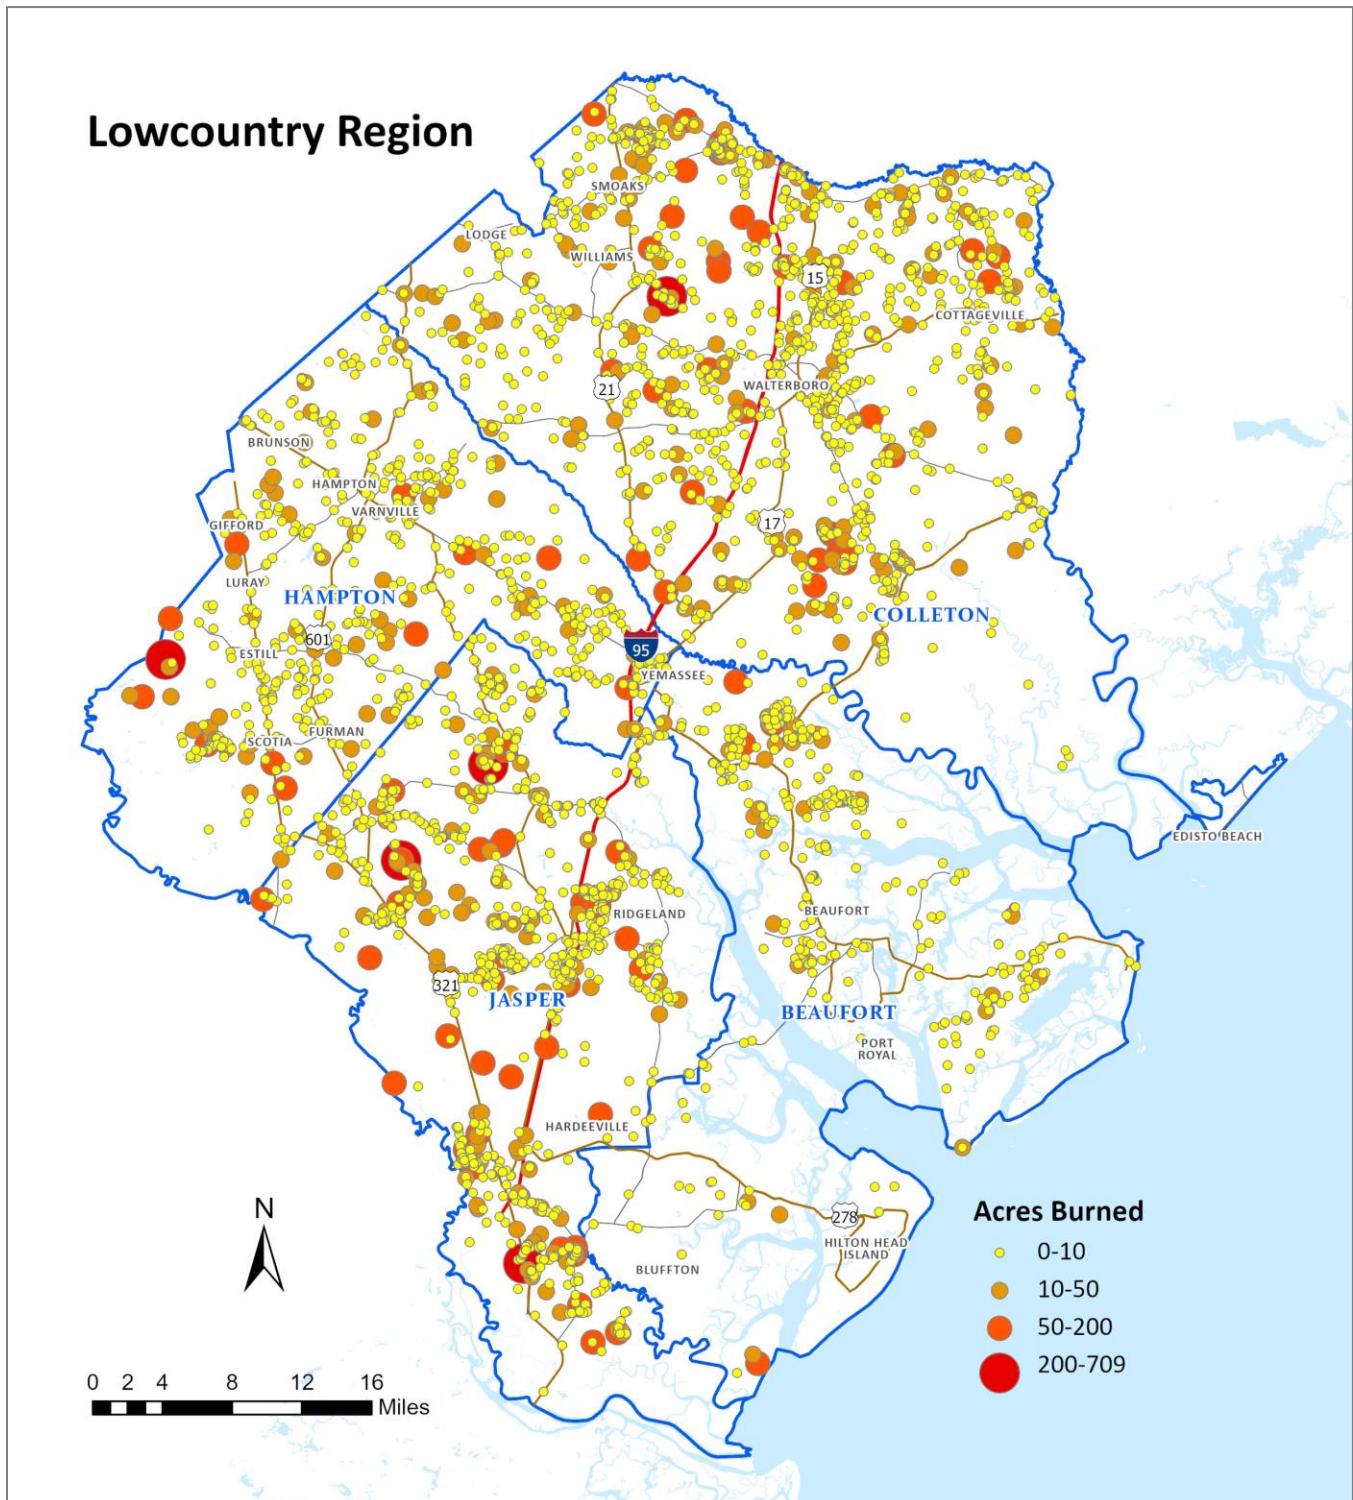 Lowcountry Region
SMOAKS
LODGE
WILLIAMS
15
COTTAGEVILLE
21
WALTERBORO
BRUNSON
HAMPTON
VARNVILLE
GIFFORD
17
LURAY
HAMPTON
COLLETON
601
ESTILL
95
YEMASSEE
SCOTIA
FURMAN
EDISTO BEACH
RIDGELAND
BEAUFORT
321
JASPER
BEAUFORT
PORT
ROYAL
HARDEEVILLE
N
278
HILTON HEAD
ISLAND
BLUFFTON
Acres Burned
0-10
10-50
50-200
200-709
0 2 4 8 12 16
Miles